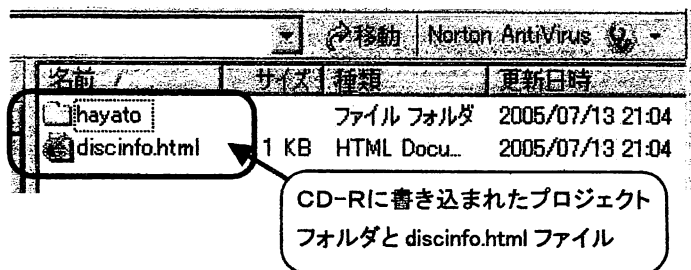 移動 Norton AntiVirus
名前 サイズ 種類 更新日時
hayato ファイル フォルダ 2005/07/13 21:04
discinfo.html 1 KB HTML Docu... 2005/07/13 21:04
CD-Rに書き込まれたプロジェクト
フォルダと discinfo.html ファイル